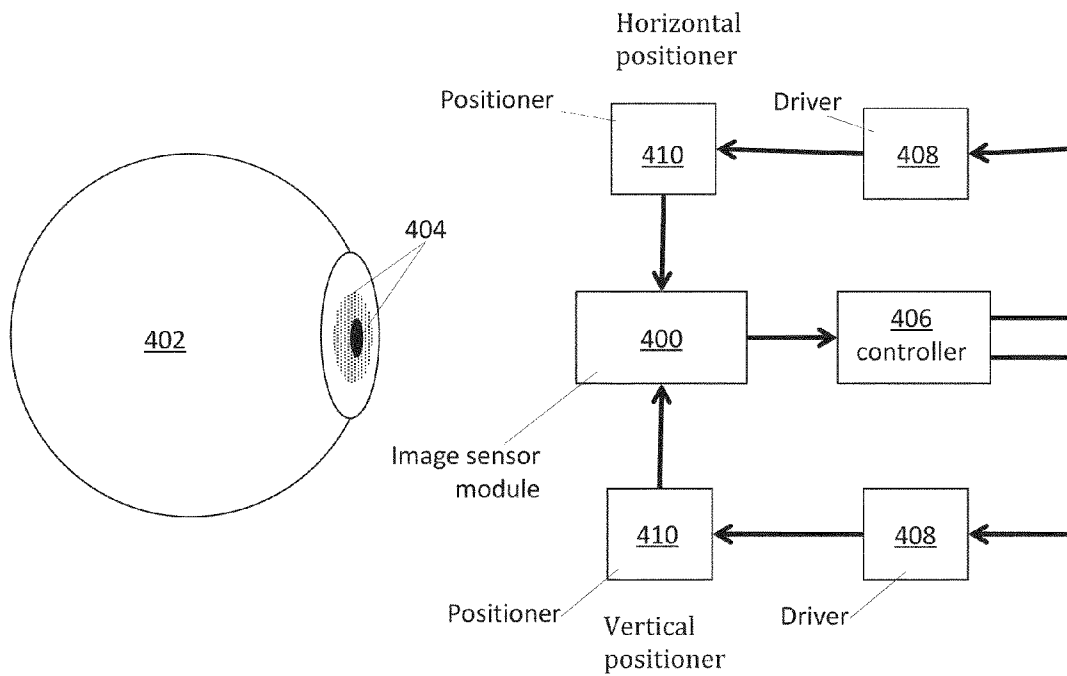 Horizontal
positioner
Positioner
Driver
410
408
404
402
400
406
controller
Image sensor
module
410
408
Positioner
Driver
Vertical
positioner